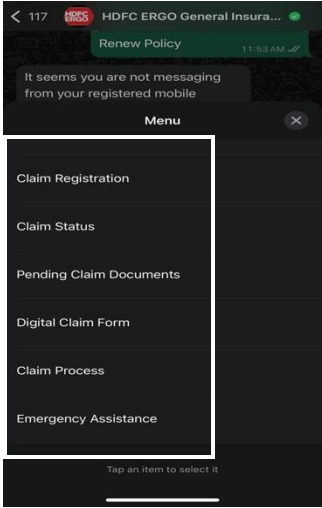 117
HDFC
ERGO
HDFC ERGO General Insura...
Renew Policy
11:53 AM
It seems you are not messaging
from your registered mobile
Menu
Claim Registration
Claim Status
Pending Claim Documents
Digital Claim Form
Claim Process
Emergency Assistance
Tap an item to select it